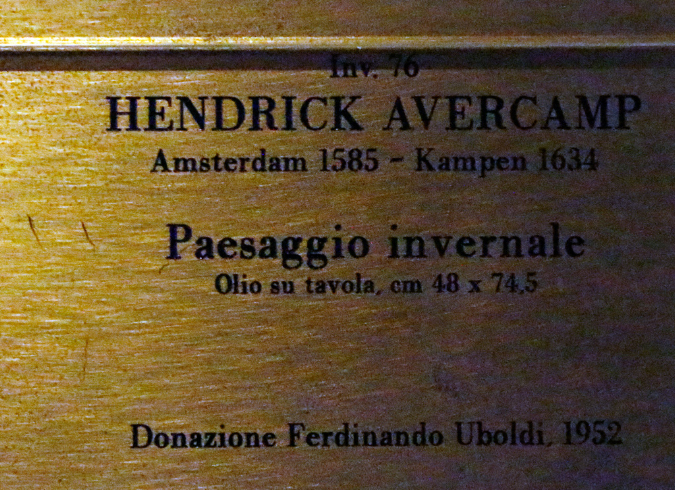 Inv. 76
HENDRICK AVERCAMP
Amsterdam 1585 - Kampen 1634
Paesaggio invernale
Olio su tavola, cm 48 x 74,5
Donazione Ferdinando Uboldi, 1952